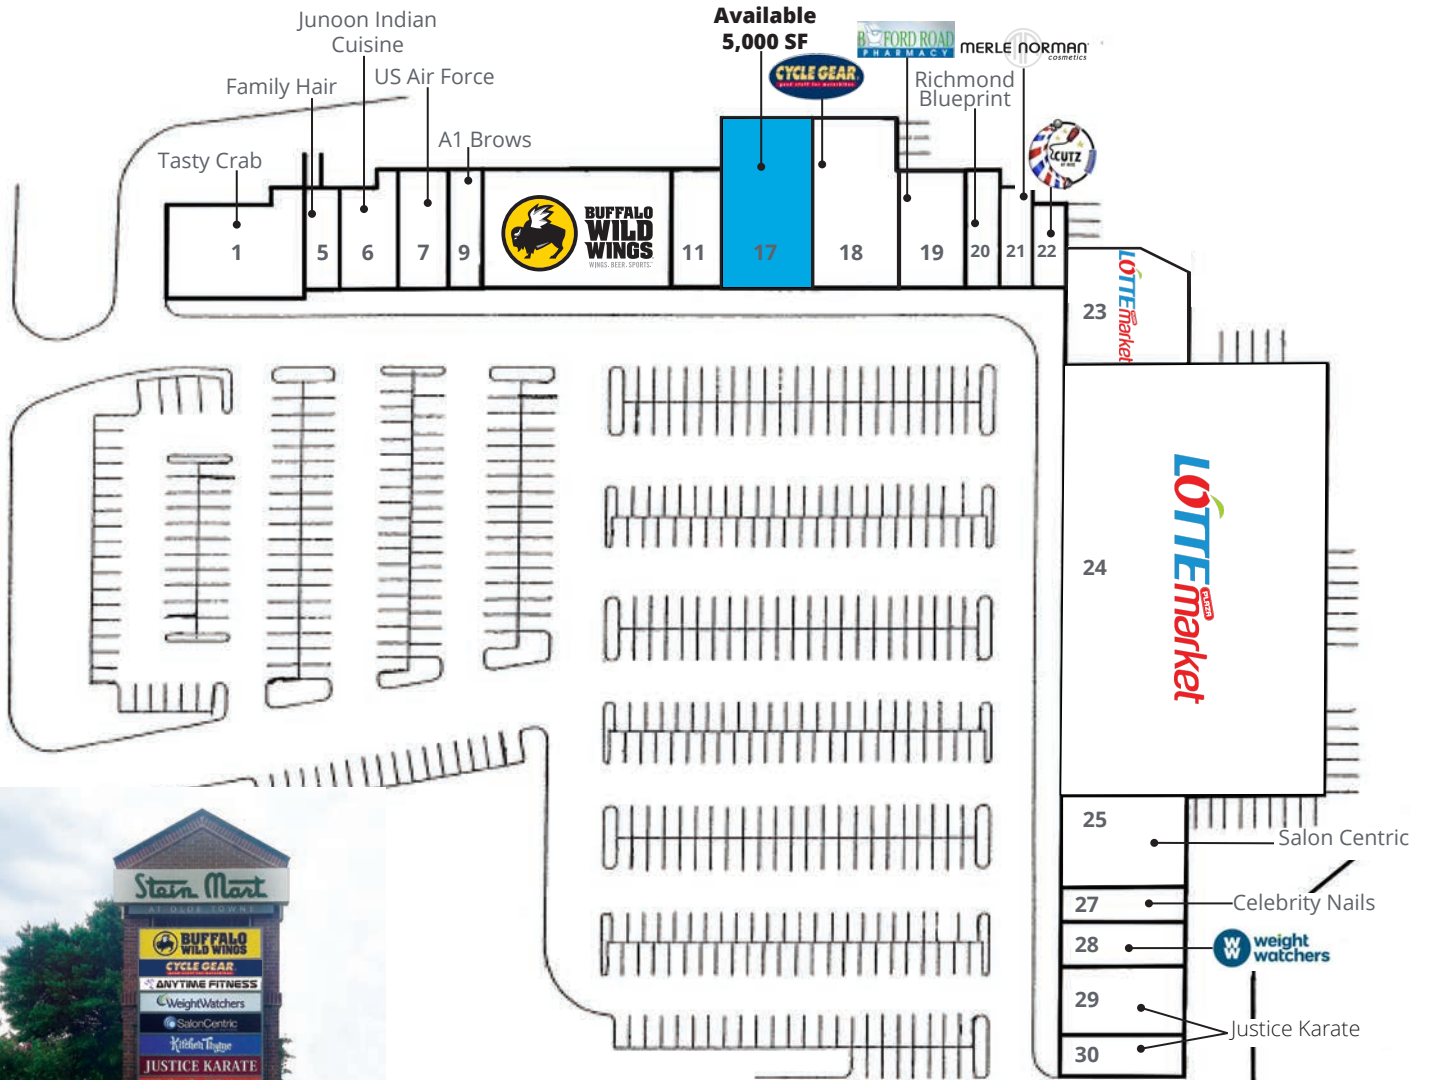 Junoon Indian
Cuisine
Available
5,000 SF
B FORD ROAD
PHARMACY
MERLE NORMAN
cosmetics
CYCLE GEAR
Family Hair
US Air Force
Richmond
Blueprint
A1 Brows
Tasty Crab
CUTZ
BUFFALO
WILD
WINGS
WINGS. BEER. SPORTS.
1
5
6
7
9
11
17
18
19
20
21
22
23
LOTTE market
24
LOTTE PLAZA market
25
Salon Centric
27
Celebrity Nails
28
W
W
weight
watchers
29
Justice Karate
30
Stein Mart
AT OLDE TOWNE
BUFFALO
WILD WINGS
CYCLE GEAR
ANYTIME FITNESS
WeightWatchers
SalonCentric
Kitchen Thyme
JUSTICE KARATE